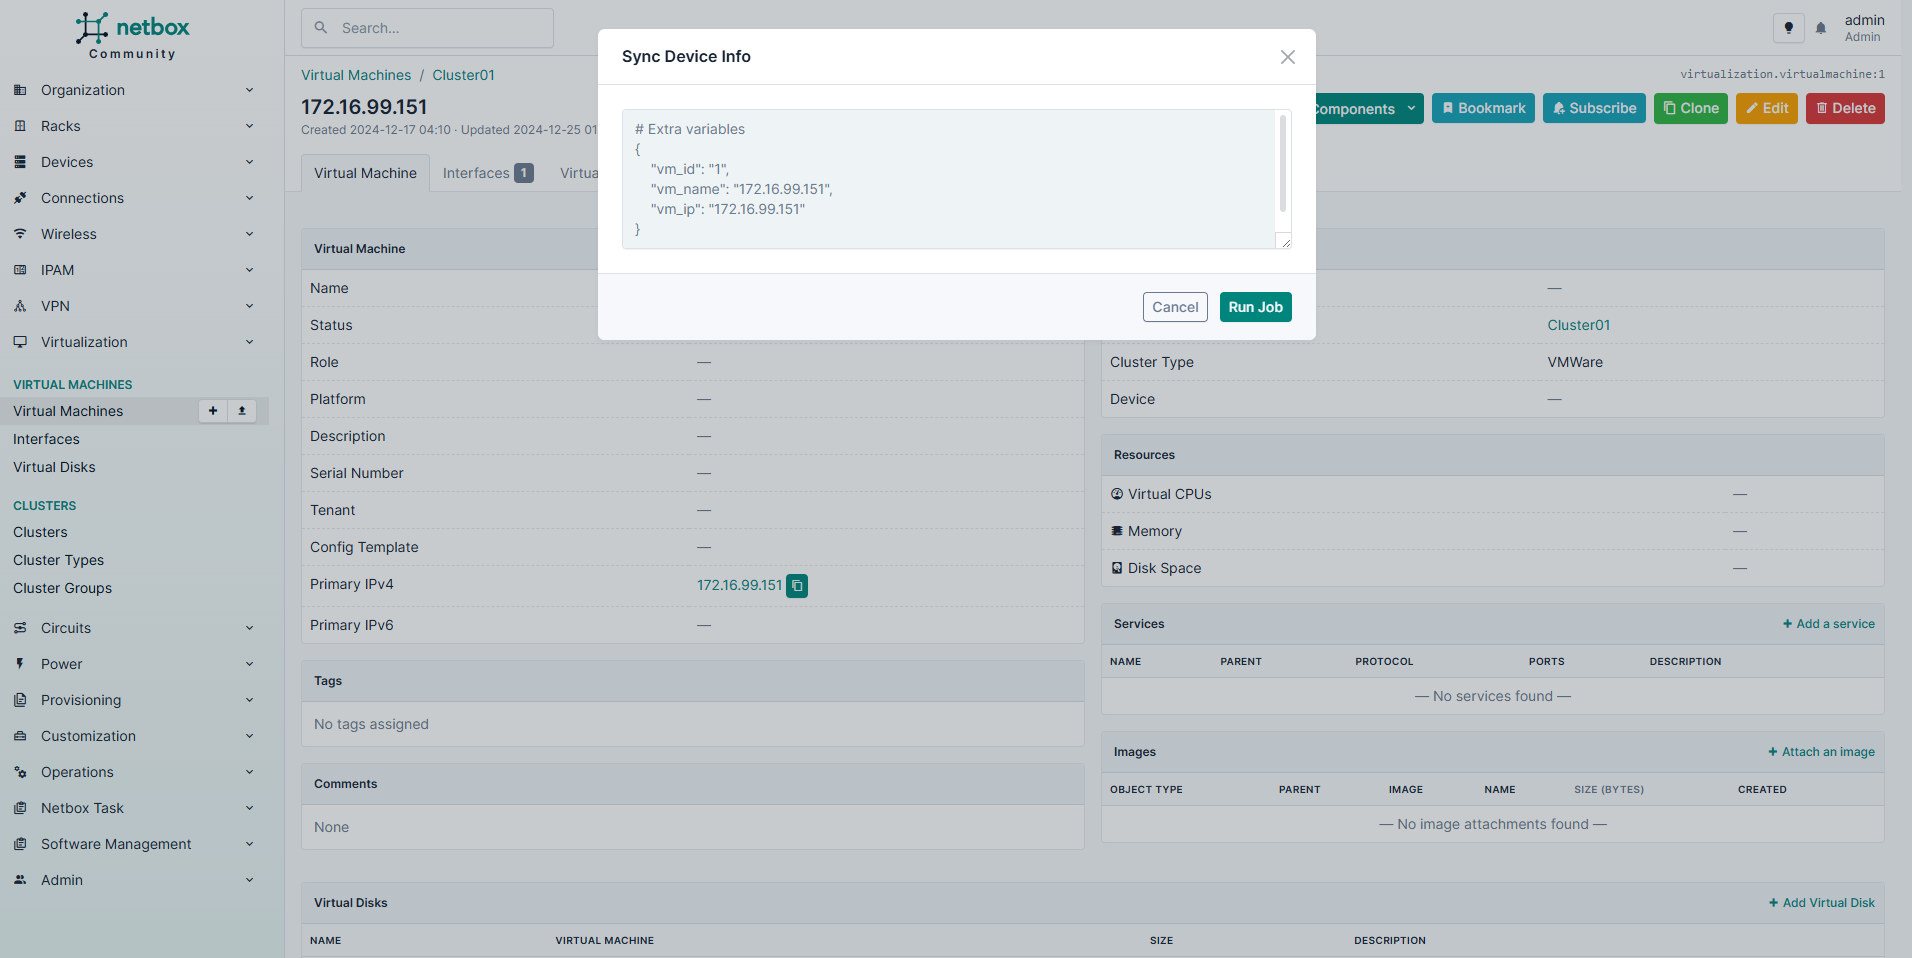 netbox
Community
Search...
admin
Admin
Organization
Racks
Devices
Connections
Wireless
IPAM
VPN
Virtualization
VIRTUAL MACHINES
Virtual Machines
Interfaces
Virtual Disks
CLUSTERS
Clusters
Cluster Types
Cluster Groups
Circuits
Power
Provisioning
Customization
Operations
Netbox Task
Software Management
Admin
Virtual Machines / Cluster01
virtualization.virtualmachine:1
172.16.99.151
Created 2024-12-17 04:10 · Updated 2024-12-25 01
Components
Bookmark
Subscribe
Clone
Edit
Delete
Virtual Machine
Interfaces 1
Sync Device Info
# Extra variables
{
"vm_id": "1",
"vm_name": "172.16.99.151",
"vm_ip": "172.16.99.151"
}
Cancel
Run Job
Virtual Machine
Name
Status
Role —
Platform —
Description —
Serial Number —
Tenant —
Config Template —
Primary IPv4 172.16.99.151
Primary IPv6 —
Tags
No tags assigned
Comments
None
—
Cluster01
Cluster Type VMWare
Device —
Resources
Virtual CPUs —
Memory —
Disk Space —
Services + Add a service
NAME PARENT PROTOCOL PORTS DESCRIPTION
— No services found —
Images + Attach an image
OBJECT TYPE PARENT IMAGE NAME SIZE (BYTES) CREATED
— No image attachments found —
Virtual Disks + Add Virtual Disk
NAME VIRTUAL MACHINE SIZE DESCRIPTION